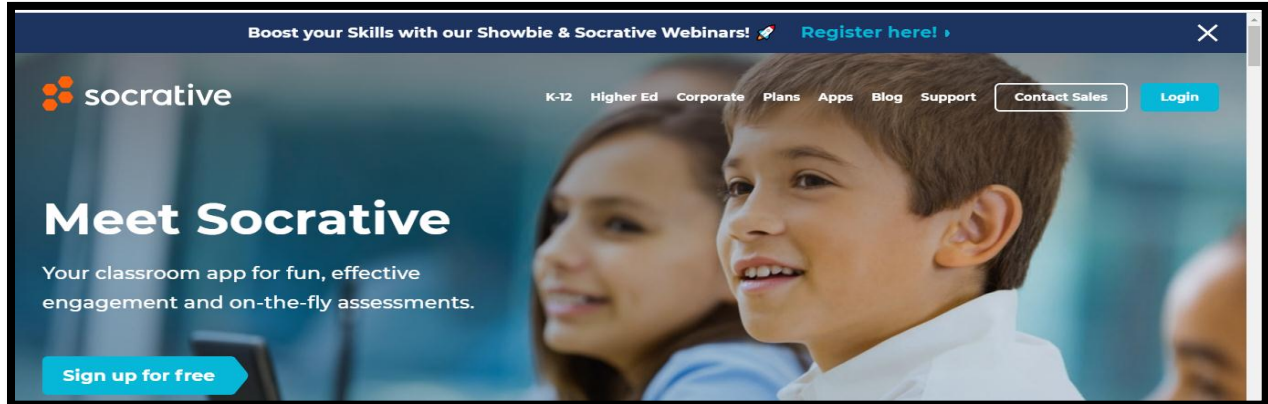 Boost your Skills with our Showbie & Socrative Webinars! 🚀 Register here!
socrative
K-12 Higher Ed Corporate Plans Apps Blog Support Contact Sales Login
Meet Socrative
Your classroom app for fun, effective
engagement and on-the-fly assessments.
Sign up for free